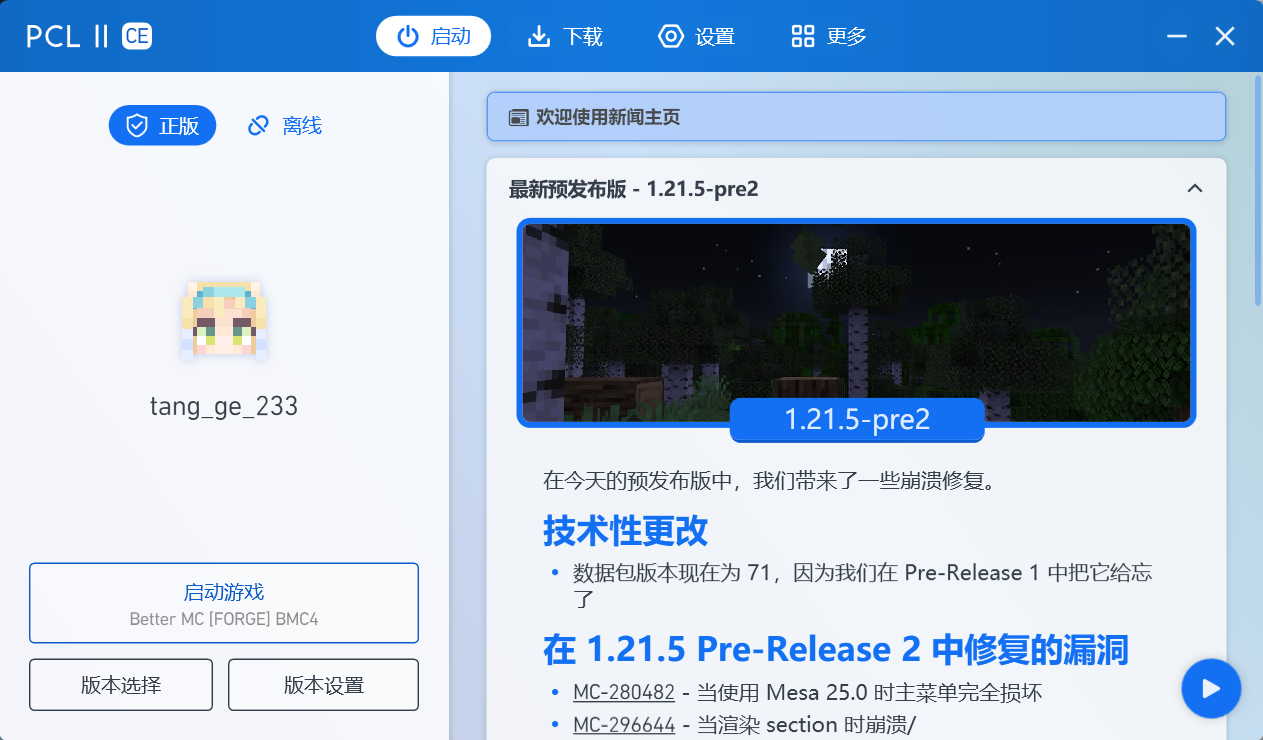 PCL II CE
启动
下载
设置
更多
正版
离线
tang_ge_233
启动游戏
Better MC [FORGE] BMC4
版本选择
版本设置
欢迎使用新闻主页
最新预发布版 - 1.21.5-pre2
1.21.5-pre2
在今天的预发布版中，我们带来了一些崩溃修复。
技术性更改
• 数据包版本现在为 71，因为我们在 Pre-Release 1 中把它给忘
了
在 1.21.5 Pre-Release 2 中修复的漏洞
• MC-280482 - 当使用 Mesa 25.0 时主菜单完全损坏
• MC-296644 - 当渲染 section 时崩溃/